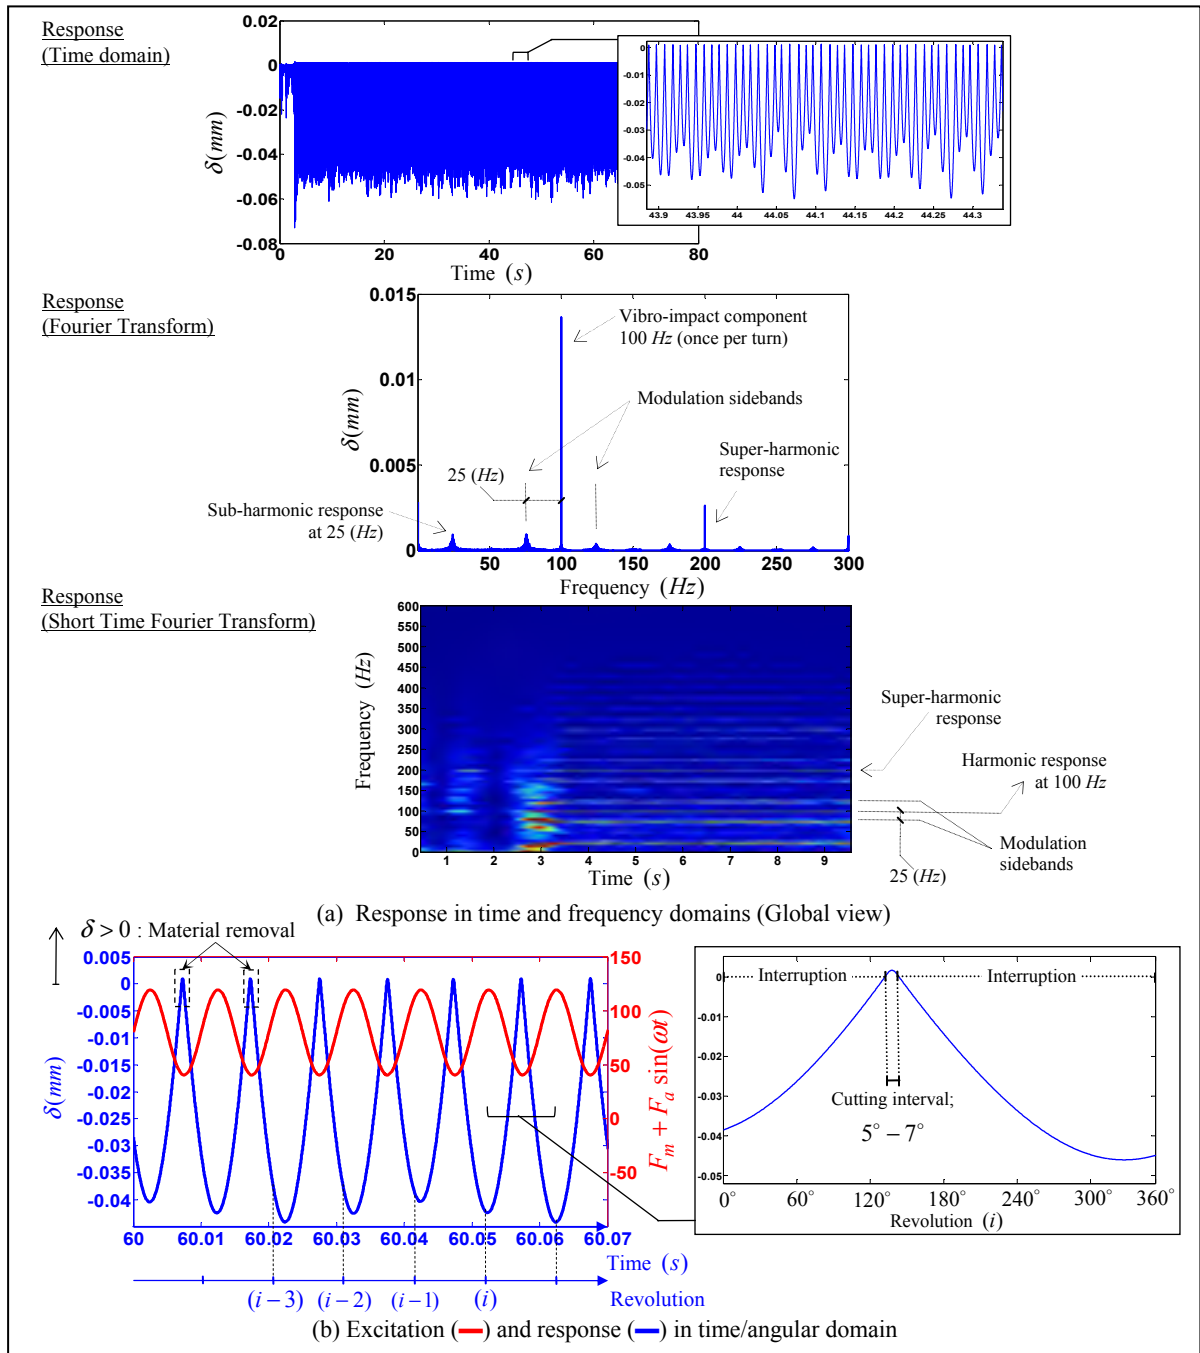 Response
(Time domain)
0.02
0
-0.02
-0.04
-0.06
-0.08
δ(mm)
0
20
40
60
80
Time (s)
0
-0.01
-0.02
-0.03
-0.04
-0.05
43.9
43.95
44
44.05
44.1
44.15
44.2
44.25
44.3
Response
(Fourier Transform)
0.015
0.01
0.005
0
δ(mm)
Vibro-impact component
100 Hz (once per turn)
Modulation sidebands
Super-harmonic
response
25 (Hz)
Sub-harmonic response
at 25 (Hz)
50
100
150
200
250
300
Frequency (Hz)
Response
(Short Time Fourier Transform)
600
550
500
450
400
350
300
250
200
150
100
50
0
Frequency (Hz)
1
2
3
4
5
6
7
8
9
Time (s)
Super-harmonic
response
Harmonic response
at 100 Hz
Modulation
sidebands
25 (Hz)
(a) Response in time and frequency domains (Global view)
δ > 0 : Material removal
0.005
0
-0.005
-0.01
-0.015
-0.02
-0.025
-0.03
-0.035
-0.04
δ(mm)
150
100
50
0
-50
F_m + F_a sin(ωt)
60
60.01
60.02
60.03
60.04
60.05
60.06
60.07
Time (s)
(i−3)
(i−2)
(i−1)
(i)
Revolution
0
-0.01
-0.02
-0.03
-0.04
-0.05
Interruption
Interruption
Cutting interval;
5° − 7°
0°
60°
120°
180°
240°
300°
360°
Revolution (i)
(b) Excitation (▬) and response (▬) in time/angular domain